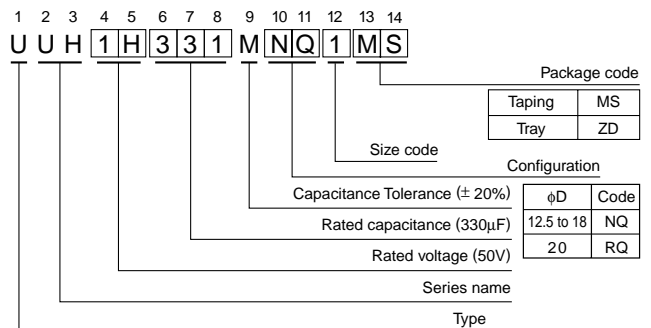 1 2 3 4 5 6 7 8 9 10 11 12 13 14
U U H 1 H 3 3 1 M N Q 1 M S
Package code
Taping MS
Tray ZD
Size code
Configuration
Capacitance Tolerance (± 20%)
ϕD Code
Rated capacitance (330µF)
12.5 to 18 NQ
20 RQ
Rated voltage (50V)
Series name
Type